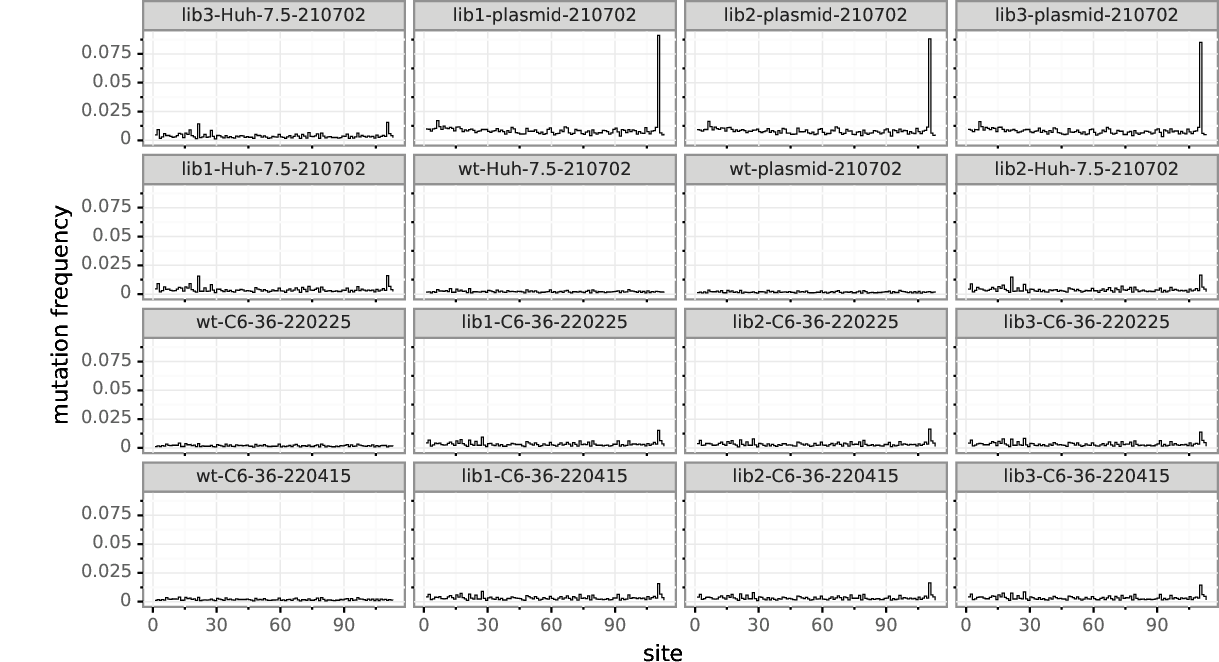 lib3-Huh-7.5-210702 lib1-plasmid-210702 lib2-plasmid-210702 lib3-plasmid-210702
0.075
0.05
0.025
0
lib1-Huh-7.5-210702 wt-Huh-7.5-210702 wt-plasmid-210702 lib2-Huh-7.5-210702
0.075
0.05
0.025
0
mutation frequency
wt-C6-36-220225 lib1-C6-36-220225 lib2-C6-36-220225 lib3-C6-36-220225
0.075
0.05
0.025
0
wt-C6-36-220415 lib1-C6-36-220415 lib2-C6-36-220415 lib3-C6-36-220415
0.075
0.05
0.025
0
0 30 60 90 0 30 60 90 0 30 60 90 0 30 60 90
site